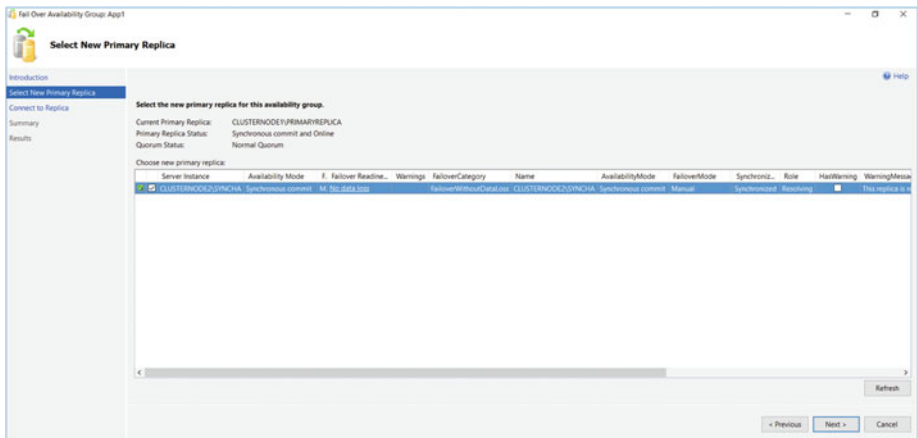 Fail Over Availability Group: App1
Select New Primary Replica
Introduction
Help
Select New Primary Replica
Connect to Replica
Summary
Results
Select the new primary replica for this availability group.
Current Primary Replica: CLUSTERNODE1\PRIMARYREPLICA
Primary Replica Status: Synchronous commit and Online
Quorum Status: Normal Quorum
Choose new primary replica:
Server Instance Availability Mode F. Failover Readine... Warnings FailoverCategory Name AvailabilityMode FailoverMode Synchroniz... Role HasWarning WarningMessa
CLUSTERNODE2\SYNCHA Synchronous commit M. No data loss FailoverWithoutDataLoss CLUSTERNODE2\SYNCHA Synchronous commit Manual Synchronized Resolving This replica is
Refresh
< Previous Next > Cancel